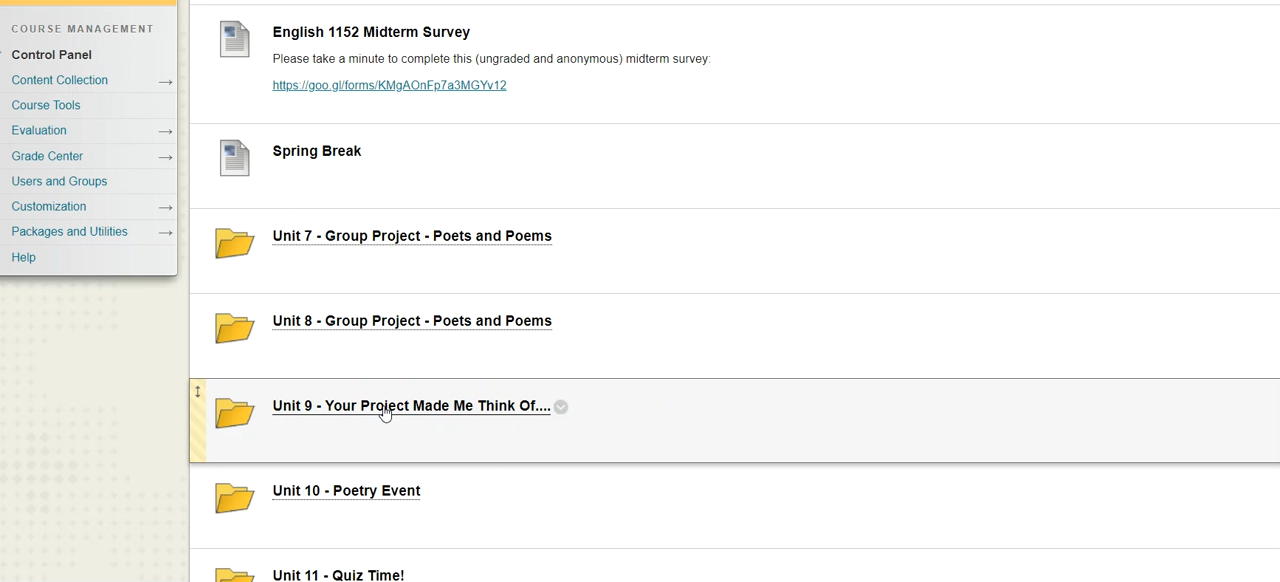 COURSE MANAGEMENT
Control Panel
Content Collection
Course Tools
Evaluation
Grade Center
Users and Groups
Customization
Packages and Utilities
Help
English 1152 Midterm Survey
Please take a minute to complete this (ungraded and anonymous) midterm survey:
https://goo.gl/forms/KMgAOnFp7a3MGYv12
Spring Break
Unit 7 - Group Project - Poets and Poems
Unit 8 - Group Project - Poets and Poems
Unit 9 - Your Project Made Me Think Of....
Unit 10 - Poetry Event
Unit 11 - Quiz Time!